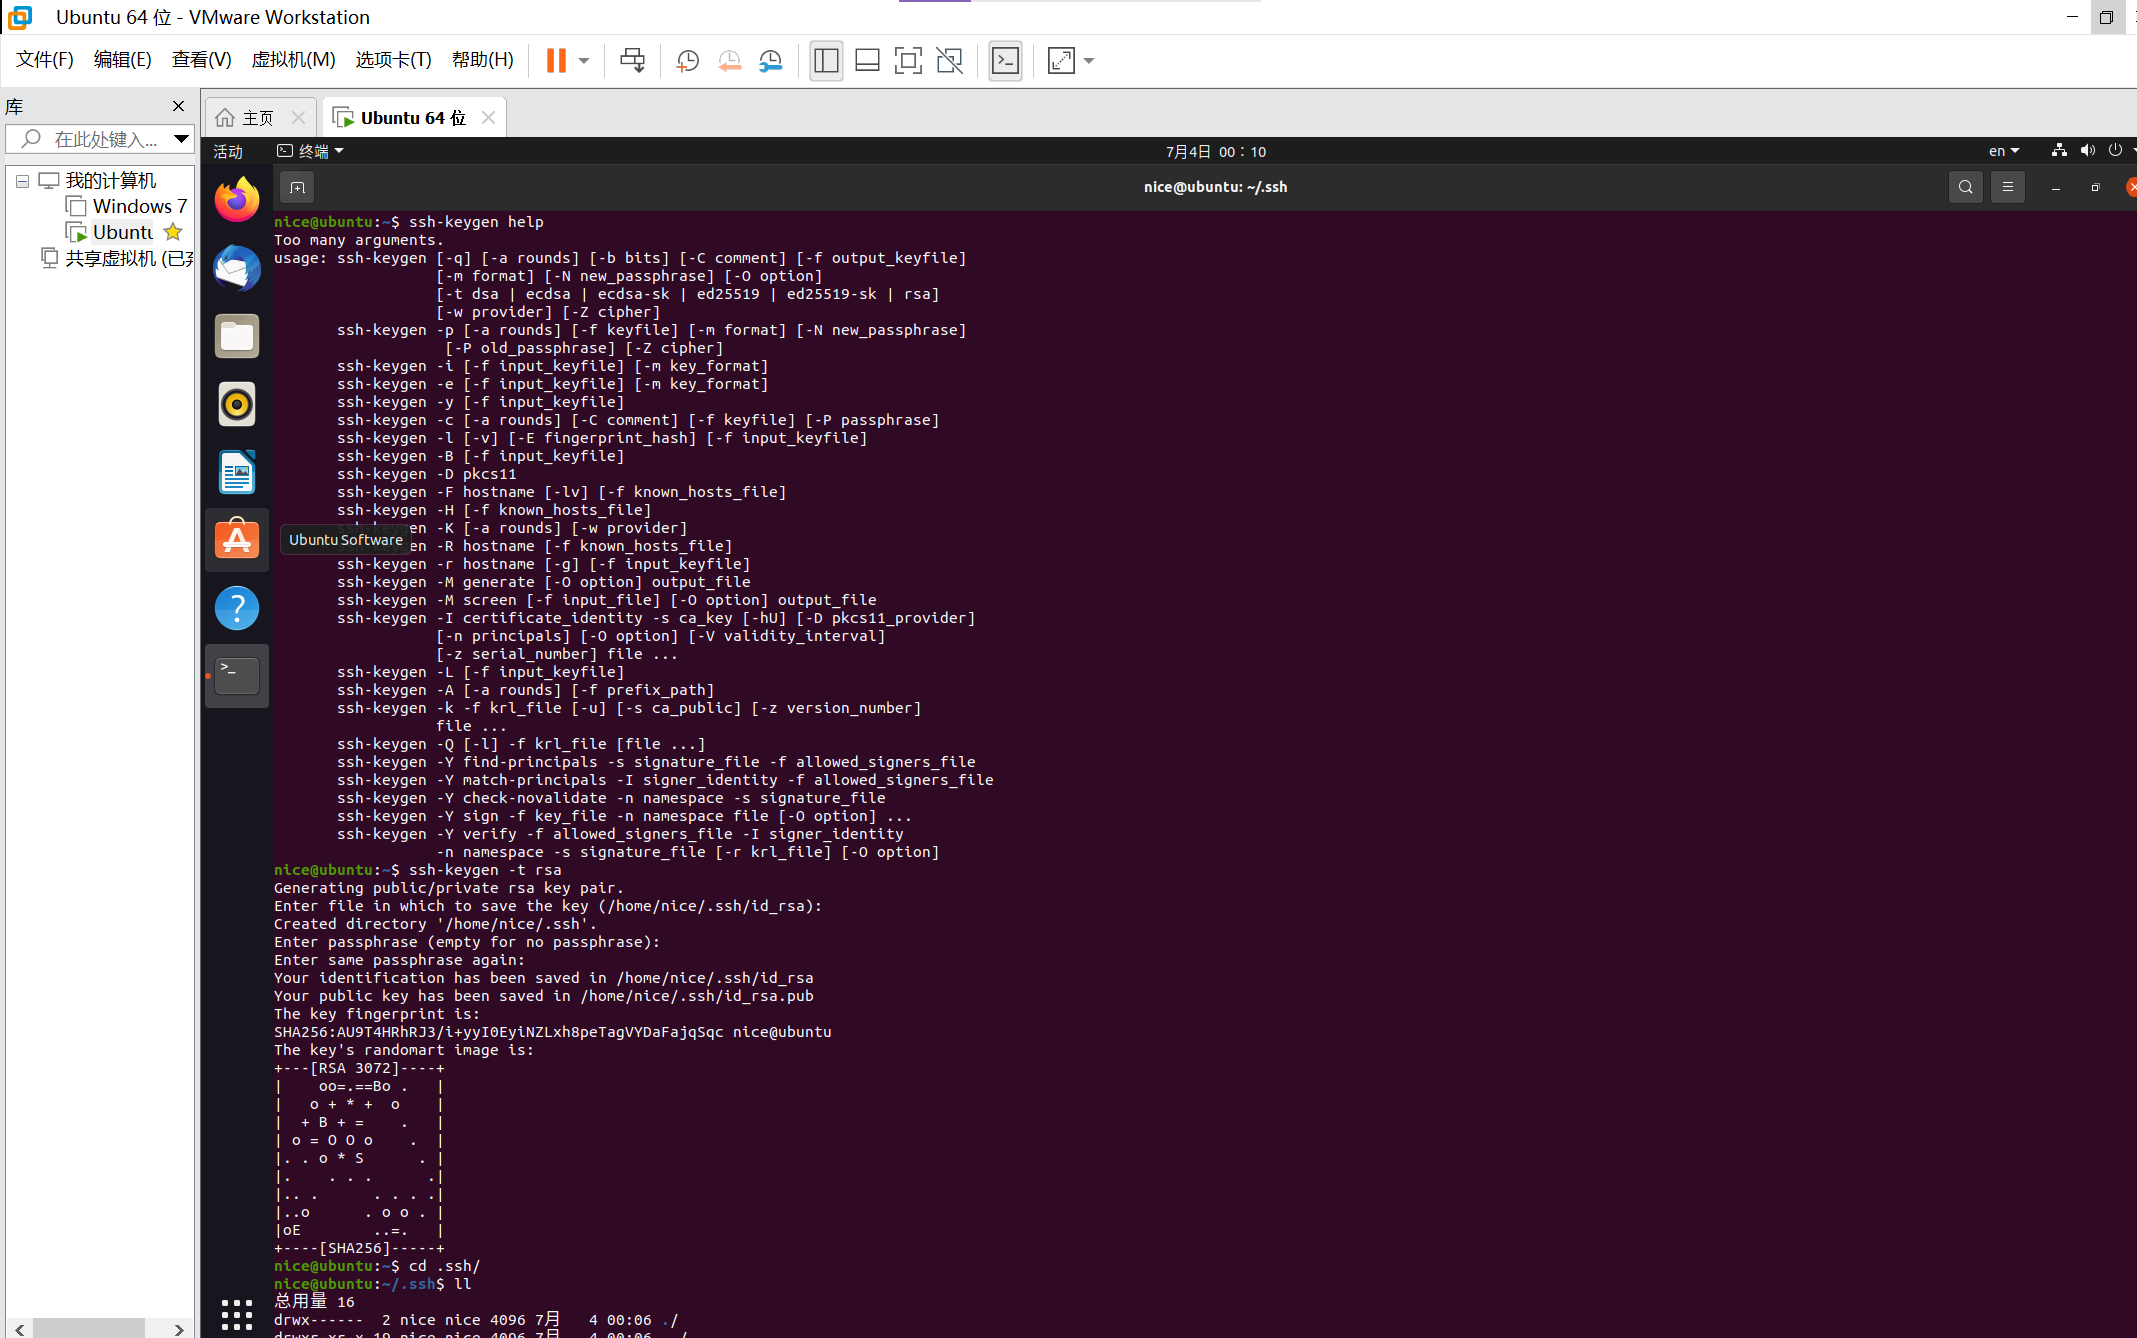 Ubuntu 64 位 - VMware Workstation
文件(F) 编辑(E) 查看(V) 虚拟机(M) 选项卡(T) 帮助(H)
库
在此处键入...
我的计算机
Windows 7
Ubuntu
共享虚拟机 (已
主页
Ubuntu 64 位
活动 终端 7月4日 00：10 en
nice@ubuntu: ~/.ssh
Ubuntu Software
nice@ubuntu:~$ ssh-keygen help
Too many arguments.
usage: ssh-keygen [-q] [-a rounds] [-b bits] [-C comment] [-f output_keyfile]
[-m format] [-N new_passphrase] [-O option]
[-t dsa | ecdsa | ecdsa-sk | ed25519 | ed25519-sk | rsa]
[-w provider] [-Z cipher]
ssh-keygen -p [-a rounds] [-f keyfile] [-m format] [-N new_passphrase]
[-P old_passphrase] [-Z cipher]
ssh-keygen -i [-f input_keyfile] [-m key_format]
ssh-keygen -e [-f input_keyfile] [-m key_format]
ssh-keygen -y [-f input_keyfile]
ssh-keygen -c [-a rounds] [-C comment] [-f keyfile] [-P passphrase]
ssh-keygen -l [-v] [-E fingerprint_hash] [-f input_keyfile]
ssh-keygen -B [-f input_keyfile]
ssh-keygen -D pkcs11
ssh-keygen -F hostname [-lv] [-f known_hosts_file]
ssh-keygen -H [-f known_hosts_file]
en -K [-a rounds] [-w provider]
en -R hostname [-f known_hosts_file]
ssh-keygen -r hostname [-g] [-f input_keyfile]
ssh-keygen -M generate [-O option] output_file
ssh-keygen -M screen [-f input_file] [-O option] output_file
ssh-keygen -I certificate_identity -s ca_key [-hU] [-D pkcs11_provider]
[-n principals] [-O option] [-V validity_interval]
[-z serial_number] file ...
ssh-keygen -L [-f input_keyfile]
ssh-keygen -A [-a rounds] [-f prefix_path]
ssh-keygen -k -f krl_file [-u] [-s ca_public] [-z version_number]
file ...
ssh-keygen -Q [-l] -f krl_file [file ...]
ssh-keygen -Y find-principals -s signature_file -f allowed_signers_file
ssh-keygen -Y match-principals -I signer_identity -f allowed_signers_file
ssh-keygen -Y check-novalidate -n namespace -s signature_file
ssh-keygen -Y sign -f key_file -n namespace file [-O option] ...
ssh-keygen -Y verify -f allowed_signers_file -I signer_identity
-n namespace -s signature_file [-r krl_file] [-O option]
nice@ubuntu:~$ ssh-keygen -t rsa
Generating public/private rsa key pair.
Enter file in which to save the key (/home/nice/.ssh/id_rsa):
Created directory '/home/nice/.ssh'.
Enter passphrase (empty for no passphrase):
Enter same passphrase again:
Your identification has been saved in /home/nice/.ssh/id_rsa
Your public key has been saved in /home/nice/.ssh/id_rsa.pub
The key fingerprint is:
SHA256:AU9T4HRhRJ3/i+yyI0EyiNZLxh8peTagVYDaFajqSqc nice@ubuntu
The key's randomart image is:
+---[RSA 3072]----+
|    oo=.==Bo .   |
|   o + * +  o    |
|  + B + =    .   |
| o = O O o    .  |
|. . o * S      . |
|.    . . .      .|
|.. .      . . . .|
|..o      . o o . |
|oE        ..=.   |
+----[SHA256]-----+
nice@ubuntu:~$ cd .ssh/
nice@ubuntu:~/.ssh$ ll
总用量 16
drwx------  2 nice nice 4096 7月   4 00:06 ./
drwxr-xr-x 19 nice nice 4096 7月   4 00:06 ../